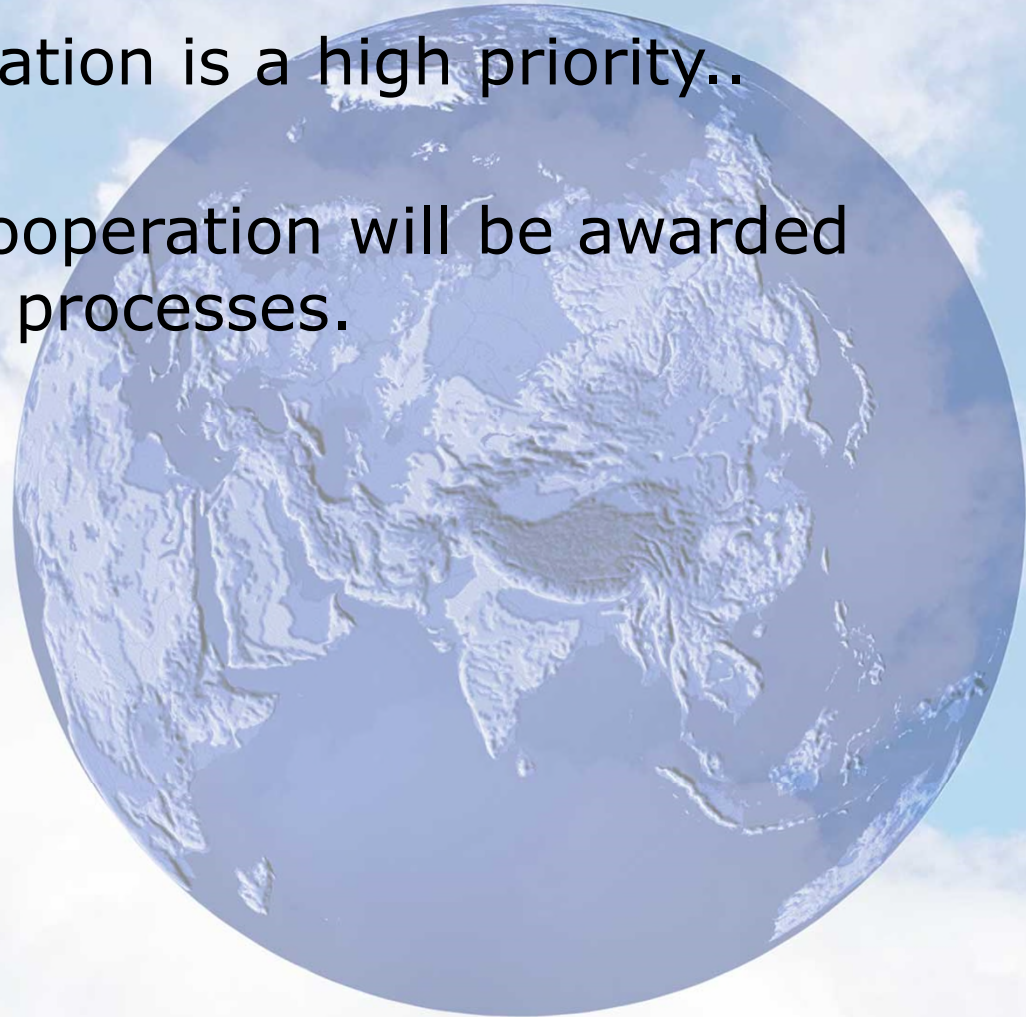 ation is a high priority..
ooperation will be awarded
processes.